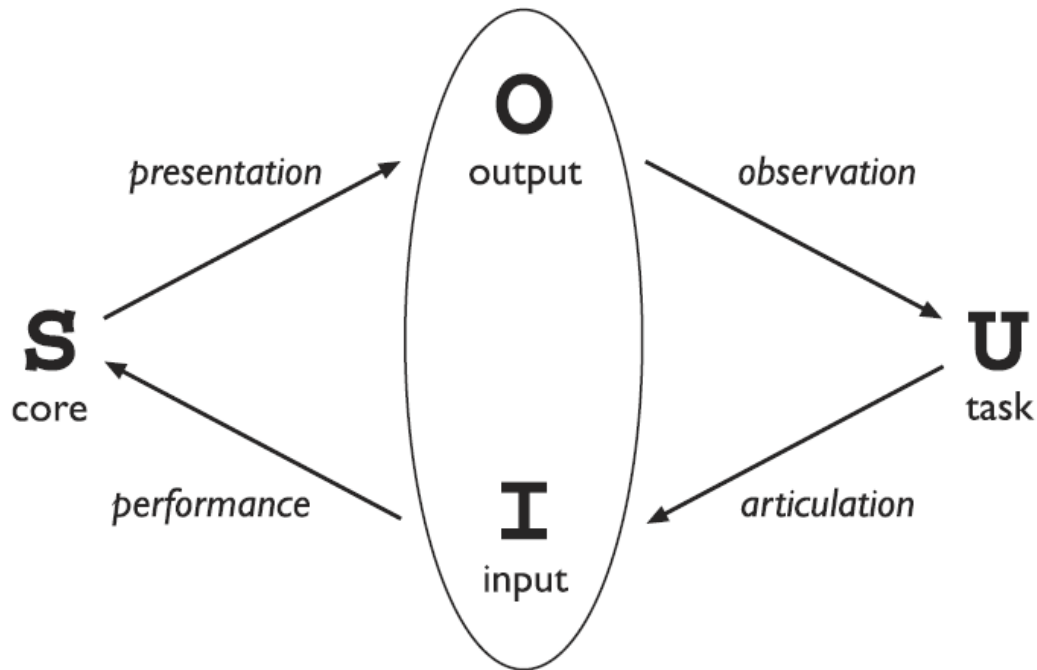 O
output
presentation
observation
S
core
U
task
performance
I
input
articulation